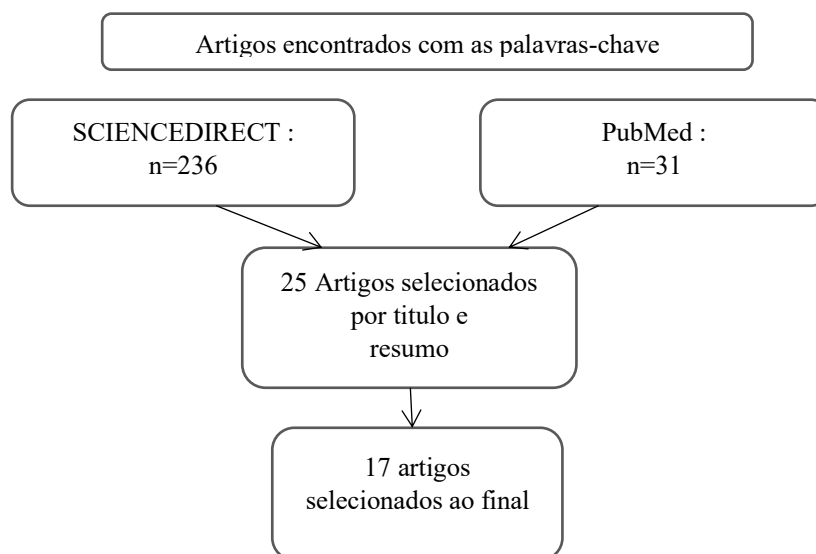 Artigos encontrados com as palavras-chave
SCIENCEDIRECT :
n=236
PubMed :
n=31
25 Artigos selecionados
por titulo e
resumo
17 artigos
selecionados ao final